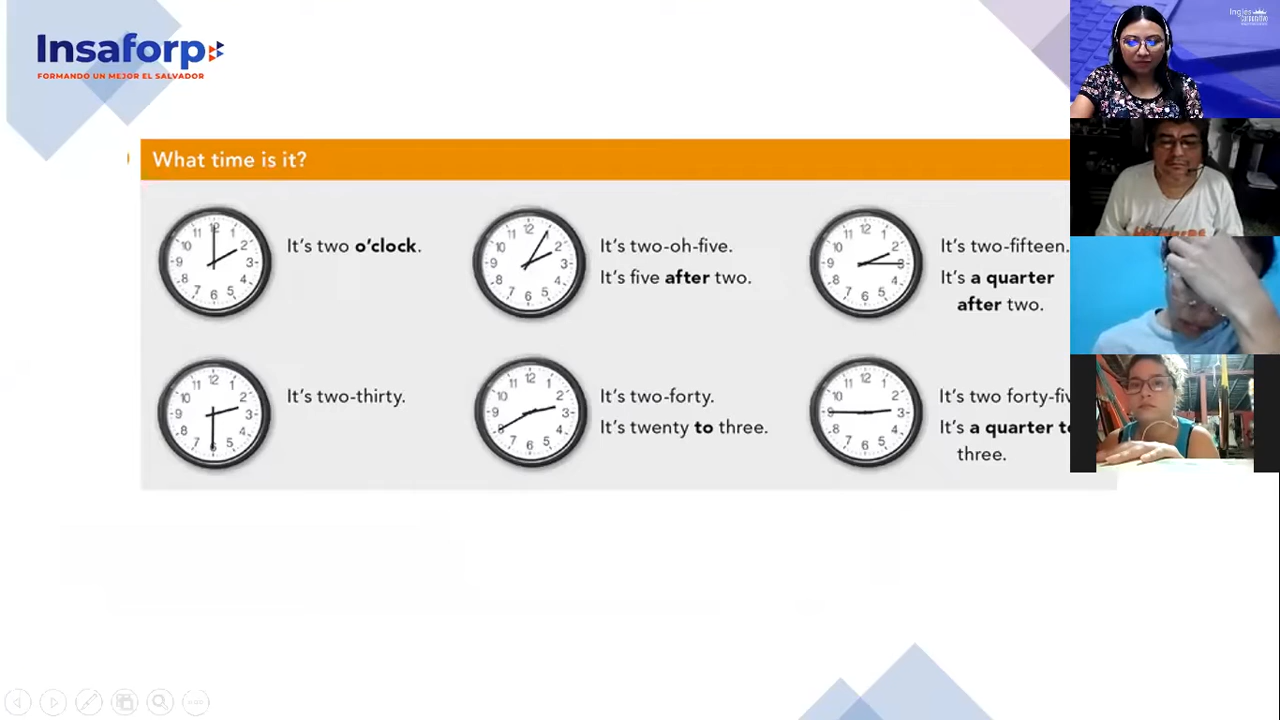 Insaforp
FORMANDO UN MEJOR EL SALVADOR
What time is it?
It's two o'clock.
It's two-oh-five.
It's five after two.
It's two-fifteen.
It's a quarter
after two.
It's two-thirty.
It's two-forty.
It's twenty to three.
It's two forty-fiv
It's a quarter to
three.